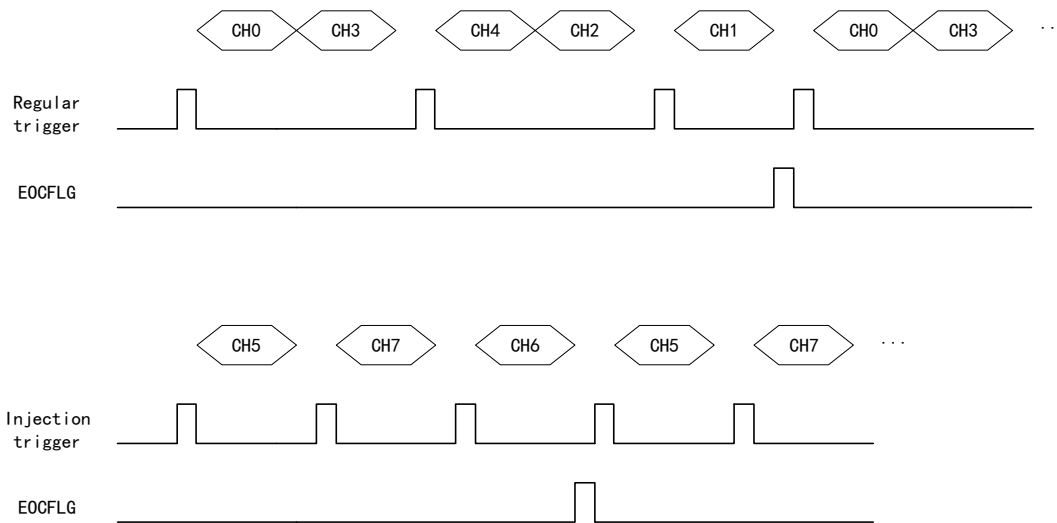 CH0 CH3 CH4 CH2 CH1 CH0 CH3 ..
Regular
trigger
EOCFLG
CH5 CH7 CH6 CH5 CH7 ...
Injection
trigger
EOCFLG